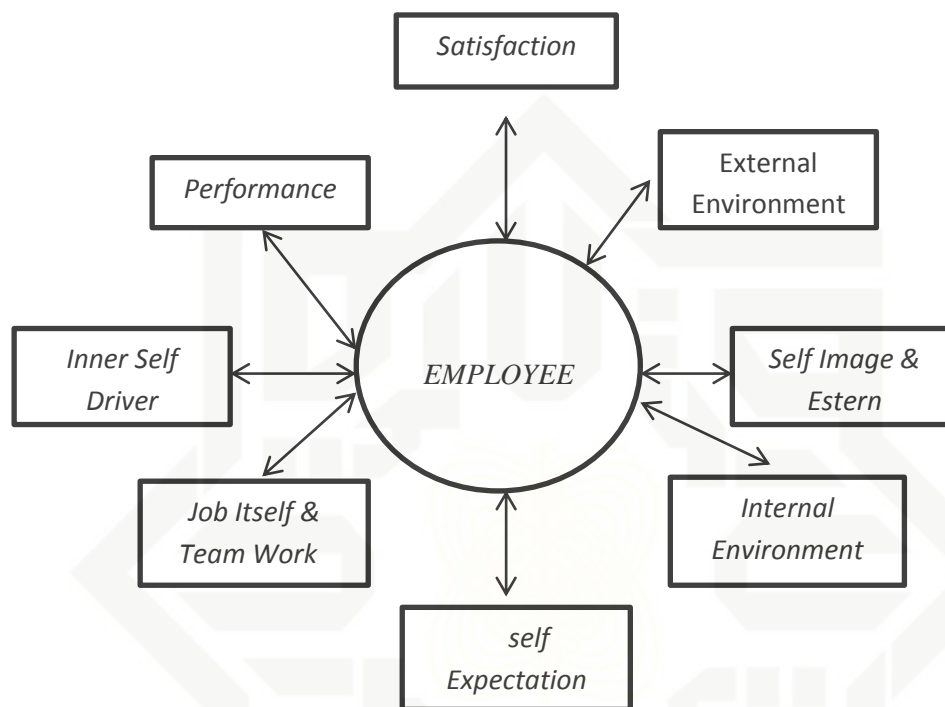 Satisfaction
External
Environment
Performance
Inner Self
Driver
EMPLOYEE
Self Image &
Estern
Job Itself &
Team Work
Internal
Environment
self
Expectation